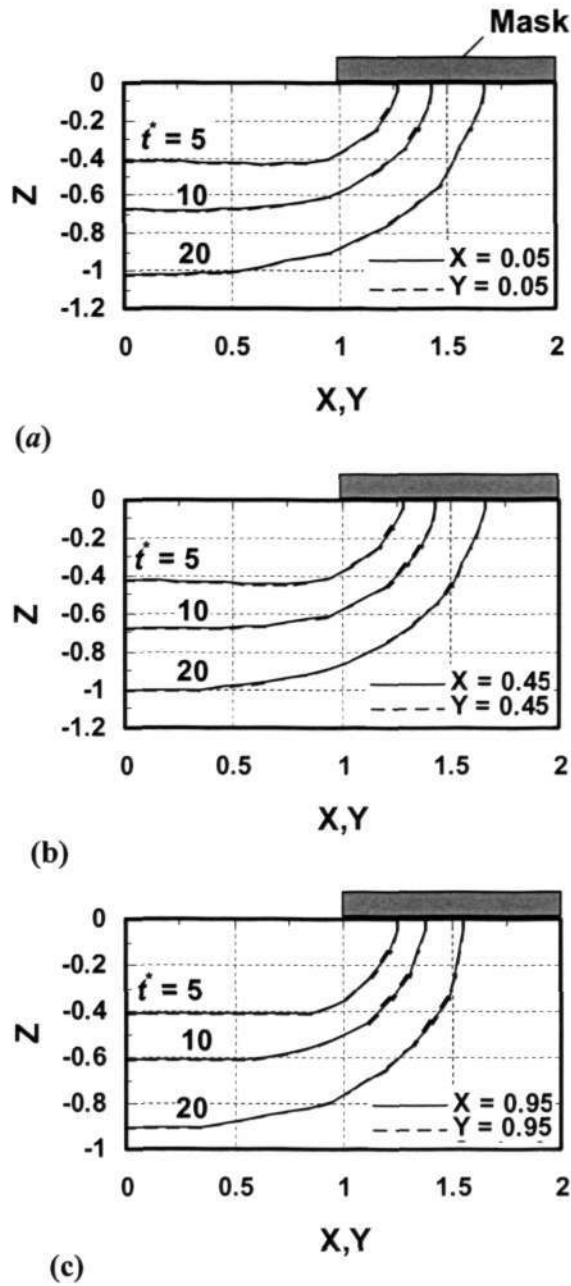 Mask
0
-0.2
-0.4
-0.6
-0.8
-1
-1.2
Z
t* = 5
10
20
X = 0.05
Y = 0.05
0 0.5 1 1.5 2
X,Y
(a)
0
-0.2
-0.4
-0.6
-0.8
-1
-1.2
Z
t* = 5
10
20
X = 0.45
Y = 0.45
0 0.5 1 1.5 2
X,Y
(b)
0
-0.2
-0.4
-0.6
-0.8
-1
Z
t* = 5
10
20
X = 0.95
Y = 0.95
0 0.5 1 1.5 2
X,Y
(c)